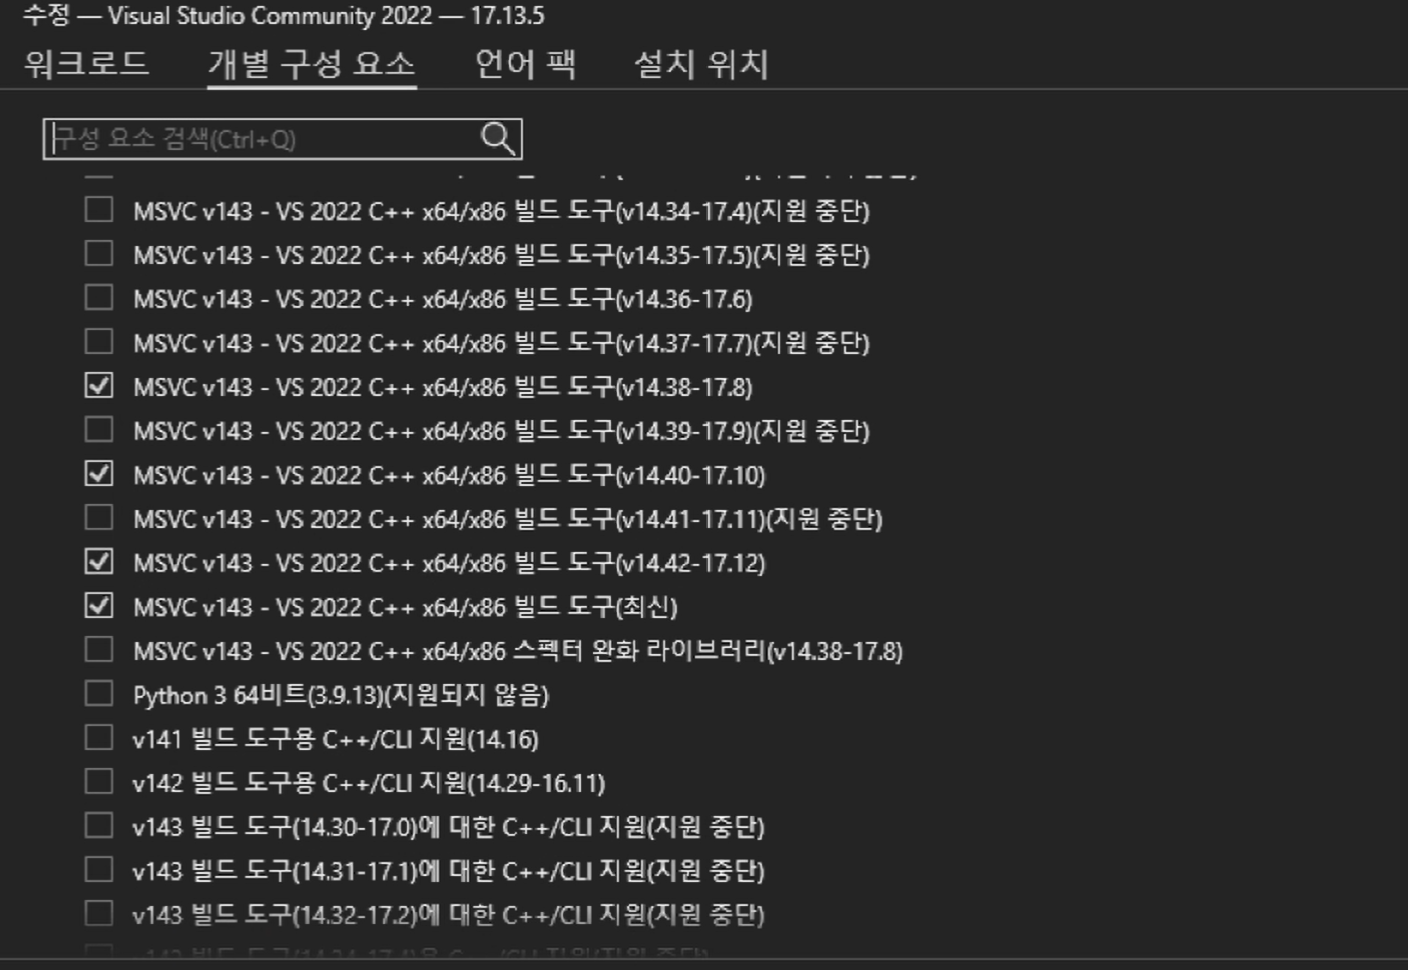 수정 — Visual Studio Community 2022 — 17.13.5
워크로드 개별 구성 요소 언어 팩 설치 위치
구성 요소 검색(Ctrl+Q)
MSVC v143 - VS 2022 C++ x64/x86 빌드 도구(v14.34-17.4)(지원 중단)
MSVC v143 - VS 2022 C++ x64/x86 빌드 도구(v14.35-17.5)(지원 중단)
MSVC v143 - VS 2022 C++ x64/x86 빌드 도구(v14.36-17.6)
MSVC v143 - VS 2022 C++ x64/x86 빌드 도구(v14.37-17.7)(지원 중단)
MSVC v143 - VS 2022 C++ x64/x86 빌드 도구(v14.38-17.8)
MSVC v143 - VS 2022 C++ x64/x86 빌드 도구(v14.39-17.9)(지원 중단)
MSVC v143 - VS 2022 C++ x64/x86 빌드 도구(v14.40-17.10)
MSVC v143 - VS 2022 C++ x64/x86 빌드 도구(v14.41-17.11)(지원 중단)
MSVC v143 - VS 2022 C++ x64/x86 빌드 도구(v14.42-17.12)
MSVC v143 - VS 2022 C++ x64/x86 빌드 도구(최신)
MSVC v143 - VS 2022 C++ x64/x86 스펙터 완화 라이브러리(v14.38-17.8)
Python 3 64비트(3.9.13)(지원되지 않음)
v141 빌드 도구용 C++/CLI 지원(14.16)
v142 빌드 도구용 C++/CLI 지원(14.29-16.11)
v143 빌드 도구(14.30-17.0)에 대한 C++/CLI 지원(지원 중단)
v143 빌드 도구(14.31-17.1)에 대한 C++/CLI 지원(지원 중단)
v143 빌드 도구(14.32-17.2)에 대한 C++/CLI 지원(지원 중단)